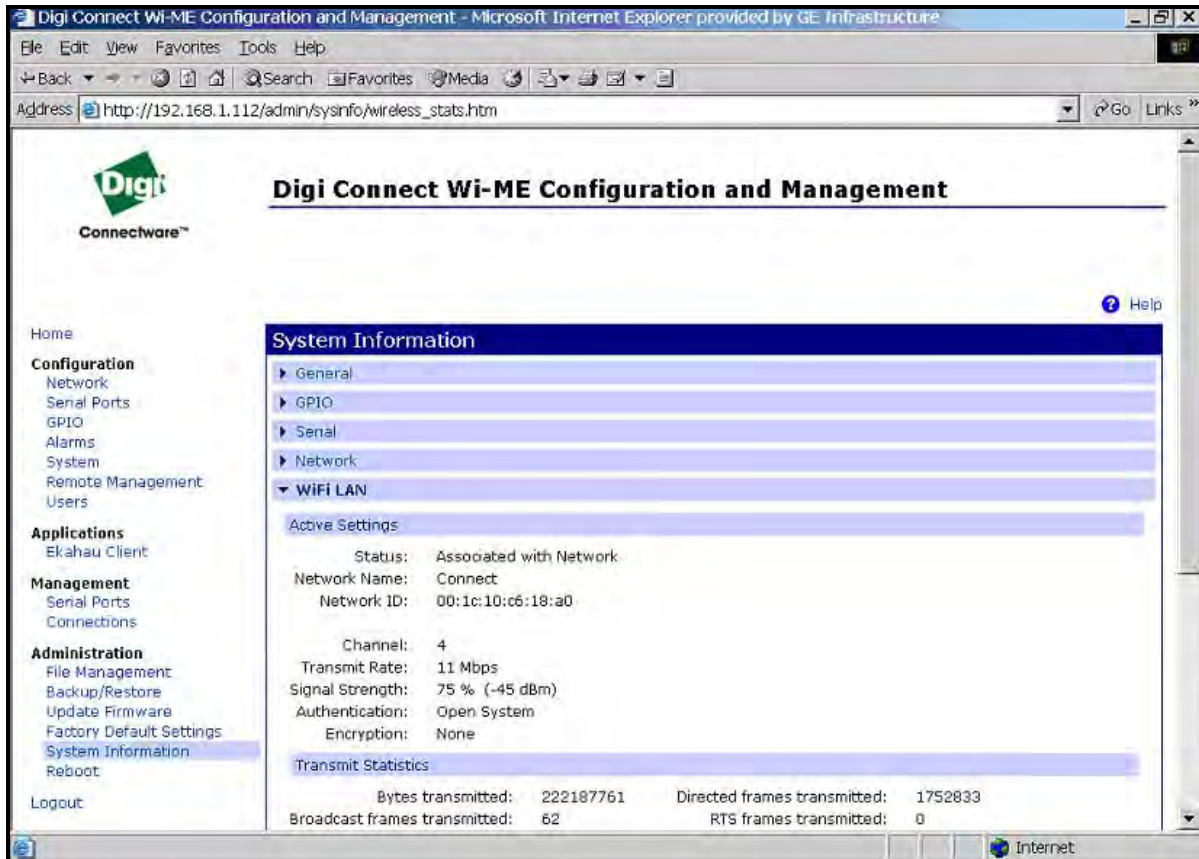 Digi Connect Wi-ME Configuration and Management - Microsoft Internet Explorer provided by GE Infrastructure
File Edit View Favorites Tools Help
Back Search Favorites Media
Address http://192.168.1.112/admin/sysinfo/wireless_stats.htm Go Links »
Digi
Connectware™
Digi Connect Wi-ME Configuration and Management
? Help
Home
Configuration
Network
Serial Ports
GPIO
Alarms
System
Remote Management
Users
Applications
Ekahau Client
Management
Serial Ports
Connections
Administration
File Management
Backup/Restore
Update Firmware
Factory Default Settings
System Information
Reboot
Logout
System Information
General
GPIO
Serial
Network
WiFi LAN
Active Settings
Status: Associated with Network
Network Name: Connect
Network ID: 00:1c:10:c6:18:a0
Channel: 4
Transmit Rate: 11 Mbps
Signal Strength: 75 % (-45 dBm)
Authentication: Open System
Encryption: None
Transmit Statistics
Bytes transmitted: 222187761 Directed frames transmitted: 1752833
Broadcast frames transmitted: 62 RTS frames transmitted: 0
Internet